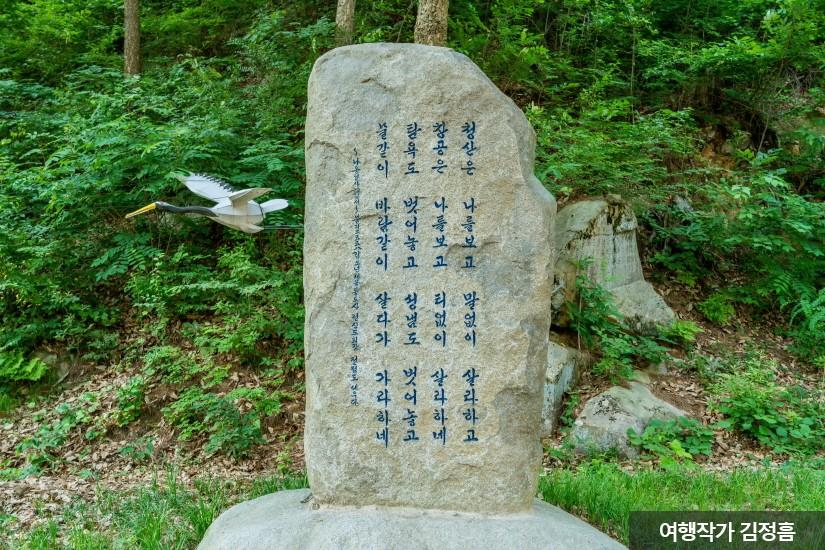 청산은 나를보고 말없이 살라하고
창공은 나를보고 티없이 살라하네
탐욕도 벗어놓고 성냄도 벗어놓고
물같이 바람같이 살다가 가라하네
여행작가 김정흠